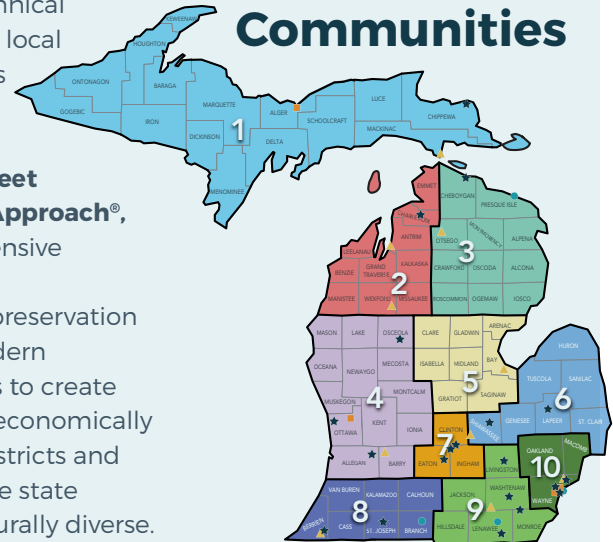 Communities
nnical
local
s
eet
Approach®,
ensive
preservation
dern
s to create
economically
stricts and
e state
urally diverse.
KEWEENAW
HOUGHTON
ONTONAGON
BARAGA
GOGEBIC
IRON
MARQUETTE
DICKINSON
MENOMINEE
1
ALGER
DELTA
SCHOOLCRAFT
LUCE
MACKINAC
CHIPPEWA
EMMET
CHARLEVOIX
ANTRIM
LEELANAU
BENZIE
GRAND
TRAVERSE
KALKASKA
2
MANISTEE
WEXFORD
MISSAUKEE
CHEBOYGAN
PRESQUE ISLE
OTSEGO
MONTMORENCY
ALPENA
3
CRAWFORD
OSCODA
ALCONA
ROSCOMMON
OGEMAW
IOSCO
MASON
LAKE
OSCEOLA
OCEANA
NEWAYGO
MECOSTA
MUSKEGON
4
MONTCALM
OTTAWA
KENT
IONIA
ALLEGAN
BARRY
CLARE
GLADWIN
ARENAC
ISABELLA
MIDLAND
BAY
5
GRATIOT
SAGINAW
HURON
TUSCOLA
SANILAC
6
SHIAWASSEE
GENESEE
LAPEER
ST. CLAIR
CLINTON
7
EATON
INGHAM
VAN BUREN
KALAMAZOO
CALHOUN
8
BERRIEN
CASS
ST. JOSEPH
BRANCH
LIVINGSTON
JACKSON
WASHTENAW
9
HILLSDALE
LENAWEE
MONROE
OAKLAND
MACOMB
10
WAYNE